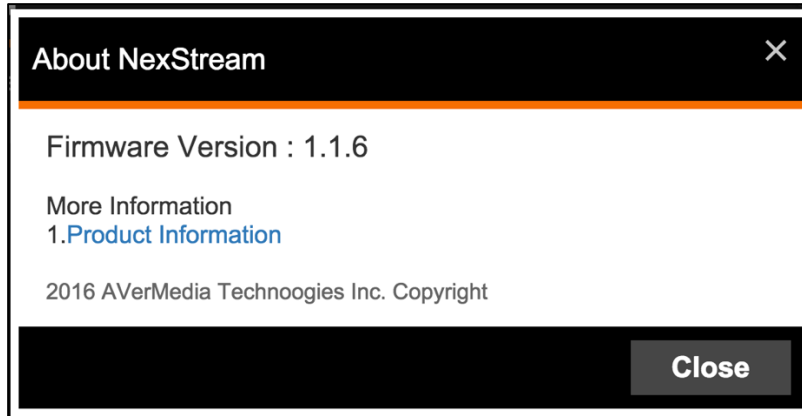 About NexStream
Firmware Version : 1.1.6
More Information
1.Product Information
2016 AVerMedia Technoogies Inc. Copyright
Close